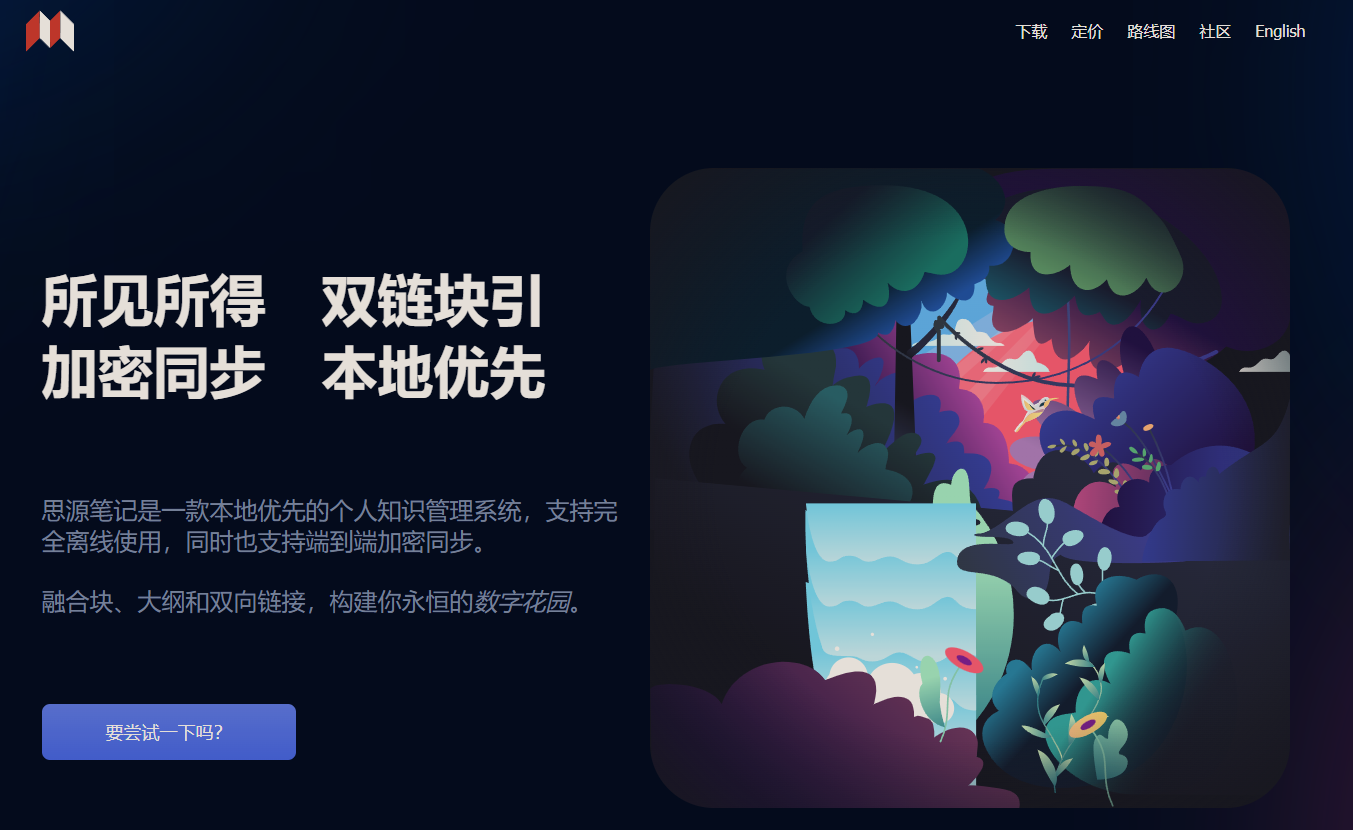 下载 定价 路线图 社区 English
所见所得 双链块引
加密同步 本地优先
思源笔记是一款本地优先的个人知识管理系统，支持完
全离线使用，同时也支持端到端加密同步。
融合块、大纲和双向链接，构建你永恒的数字花园。
要尝试一下吗？